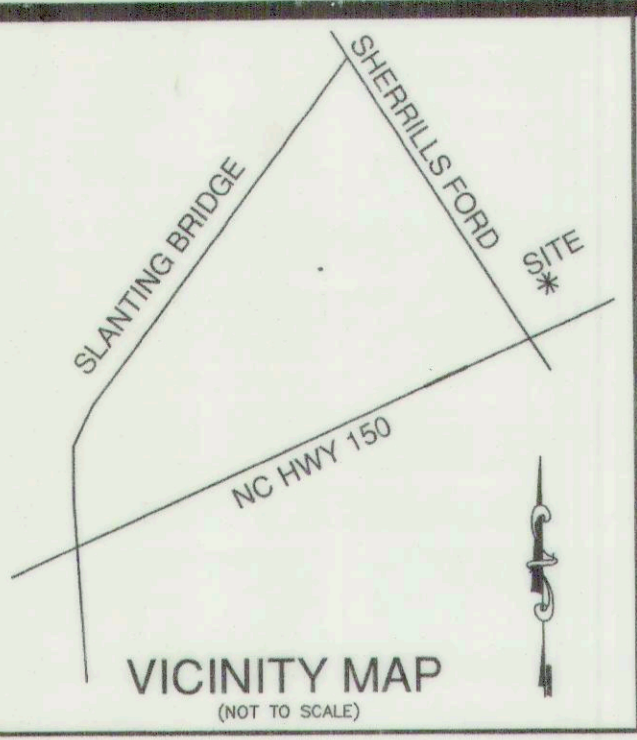 SHERRILLS FORD
SLANTING BRIDGE
SITE
NC HWY 150
VICINITY MAP
(NOT TO SCALE)